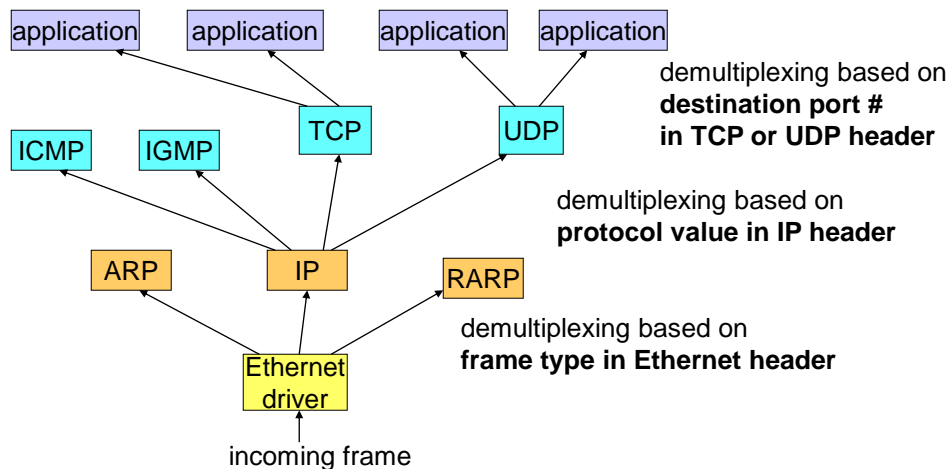 application
application
application
application
demultiplexing based on
destination port #
in TCP or UDP header
TCP
UDP
ICMP
IGMP
demultiplexing based on
protocol value in IP header
ARP
IP
RARP
demultiplexing based on
frame type in Ethernet header
Ethernet
driver
incoming frame